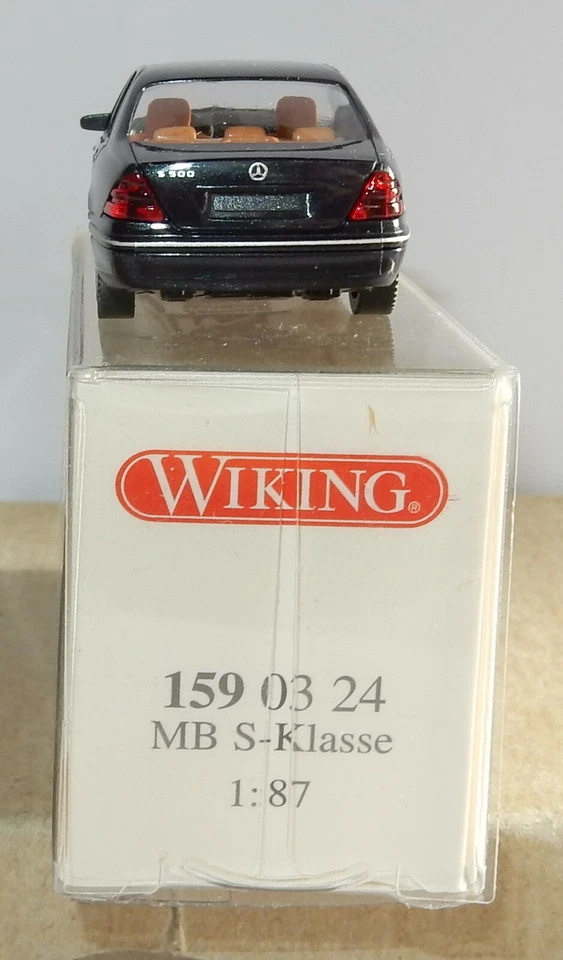 S 500
WIKING®
159 03 24
MB S-Klasse
1:87